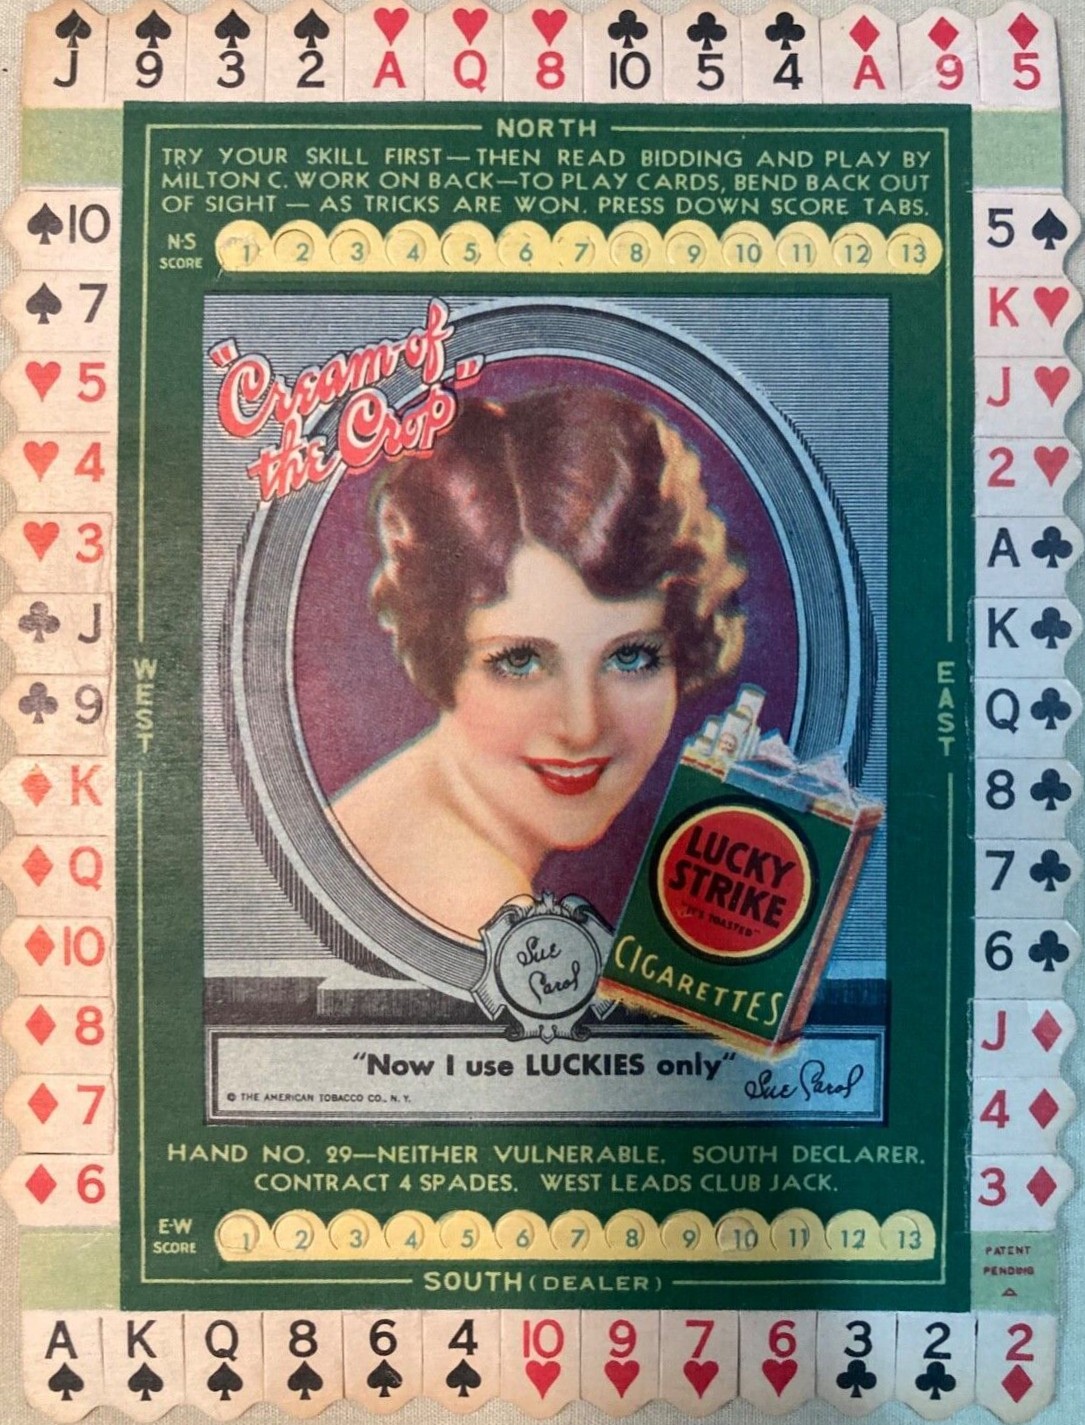 ♠J ♠9 ♠3 ♠2 ♥A ♥Q ♥8 ♣10 ♣5 ♣4 ♦A ♦9 ♦5
NORTH
TRY YOUR SKILL FIRST—THEN READ BIDDING AND PLAY BY
MILTON C. WORK ON BACK—TO PLAY CARDS, BEND BACK OUT
OF SIGHT — AS TRICKS ARE WON. PRESS DOWN SCORE TABS.
N-S
SCORE
1 2 3 4 5 6 7 8 9 10 11 12 13
♠10
♠7
♥5
♥4
♥3
♣J
♣9
♦K
♦Q
♦10
♦8
♦7
♦6
WEST
"Cream of
the Crop"
LUCKY
STRIKE
"IT'S TOASTED"
CIGARETTES
Sue
Carol
"Now I use LUCKIES only"
Sue Carol
© THE AMERICAN TOBACCO CO., N. Y.
EAST
5♠
K♥
J♥
2♥
A♣
K♣
Q♣
8♣
7♣
6♣
J♦
4♦
3♦
HAND NO. 29—NEITHER VULNERABLE. SOUTH DECLARER.
CONTRACT 4 SPADES. WEST LEADS CLUB JACK.
E-W
SCORE
1 2 3 4 5 6 7 8 9 10 11 12 13
PATENT
PENDING
SOUTH (DEALER)
A♠ K♠ Q♠ 8♠ 6♠ 4♠ 10♥ 9♥ 7♥ 6♥ 3♣ 2♣ 2♦